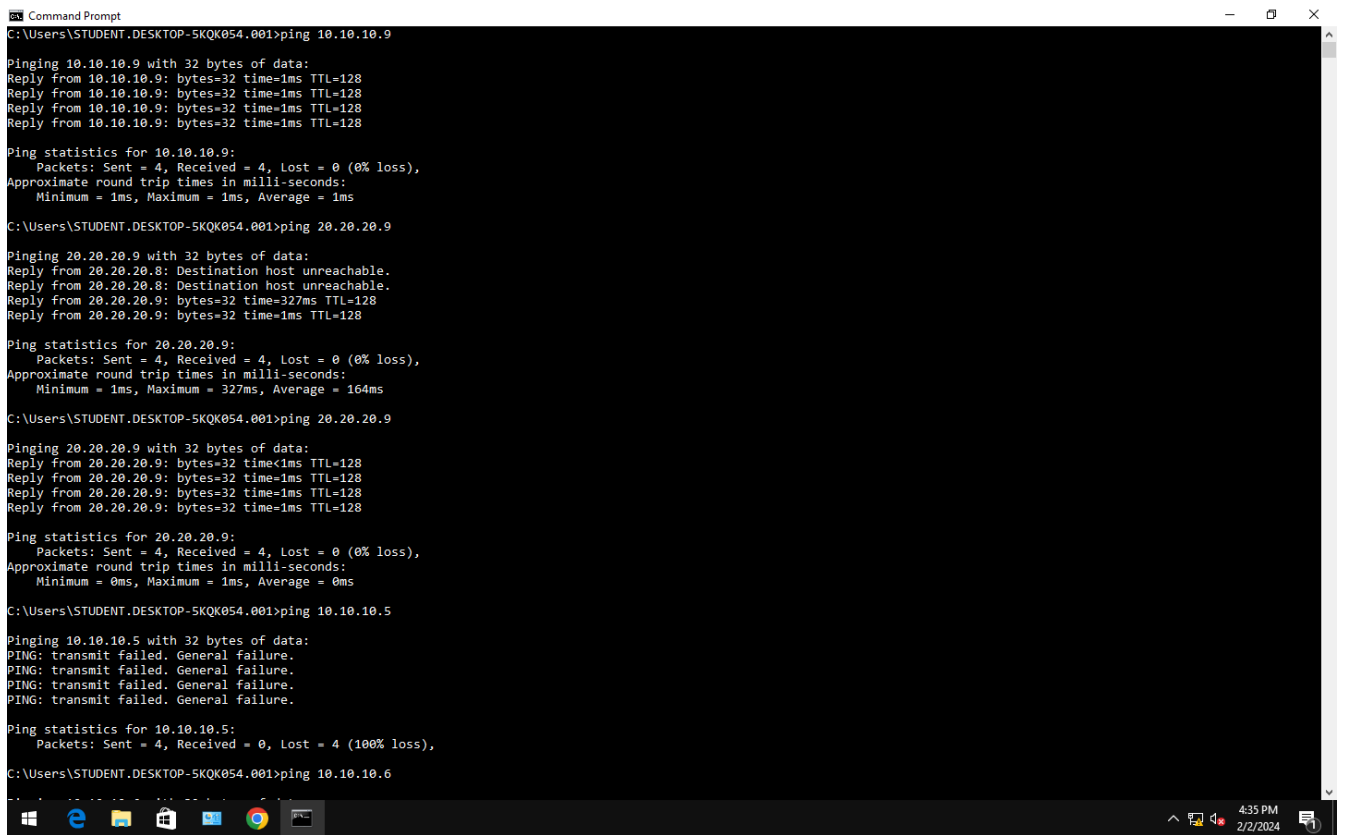 Command Prompt
C:\Users\STUDENT.DESKTOP-5KQK054.001>ping 10.10.10.9
Pinging 10.10.10.9 with 32 bytes of data:
Reply from 10.10.10.9: bytes=32 time=1ms TTL=128
Reply from 10.10.10.9: bytes=32 time=1ms TTL=128
Reply from 10.10.10.9: bytes=32 time=1ms TTL=128
Reply from 10.10.10.9: bytes=32 time=1ms TTL=128
Ping statistics for 10.10.10.9:
Packets: Sent = 4, Received = 4, Lost = 0 (0% loss),
Approximate round trip times in milli-seconds:
Minimum = 1ms, Maximum = 1ms, Average = 1ms
C:\Users\STUDENT.DESKTOP-5KQK054.001>ping 20.20.20.9
Pinging 20.20.20.9 with 32 bytes of data:
Reply from 20.20.20.8: Destination host unreachable.
Reply from 20.20.20.8: Destination host unreachable.
Reply from 20.20.20.9: bytes=32 time=327ms TTL=128
Reply from 20.20.20.9: bytes=32 time=1ms TTL=128
Ping statistics for 20.20.20.9:
Packets: Sent = 4, Received = 4, Lost = 0 (0% loss),
Approximate round trip times in milli-seconds:
Minimum = 1ms, Maximum = 327ms, Average = 164ms
C:\Users\STUDENT.DESKTOP-5KQK054.001>ping 20.20.20.9
Pinging 20.20.20.9 with 32 bytes of data:
Reply from 20.20.20.9: bytes=32 time<1ms TTL=128
Reply from 20.20.20.9: bytes=32 time=1ms TTL=128
Reply from 20.20.20.9: bytes=32 time=1ms TTL=128
Reply from 20.20.20.9: bytes=32 time=1ms TTL=128
Ping statistics for 20.20.20.9:
Packets: Sent = 4, Received = 4, Lost = 0 (0% loss),
Approximate round trip times in milli-seconds:
Minimum = 0ms, Maximum = 1ms, Average = 0ms
C:\Users\STUDENT.DESKTOP-5KQK054.001>ping 10.10.10.5
Pinging 10.10.10.5 with 32 bytes of data:
PING: transmit failed. General failure.
PING: transmit failed. General failure.
PING: transmit failed. General failure.
PING: transmit failed. General failure.
Ping statistics for 10.10.10.5:
Packets: Sent = 4, Received = 0, Lost = 4 (100% loss),
C:\Users\STUDENT.DESKTOP-5KQK054.001>ping 10.10.10.6
4:35 PM
2/2/2024
1